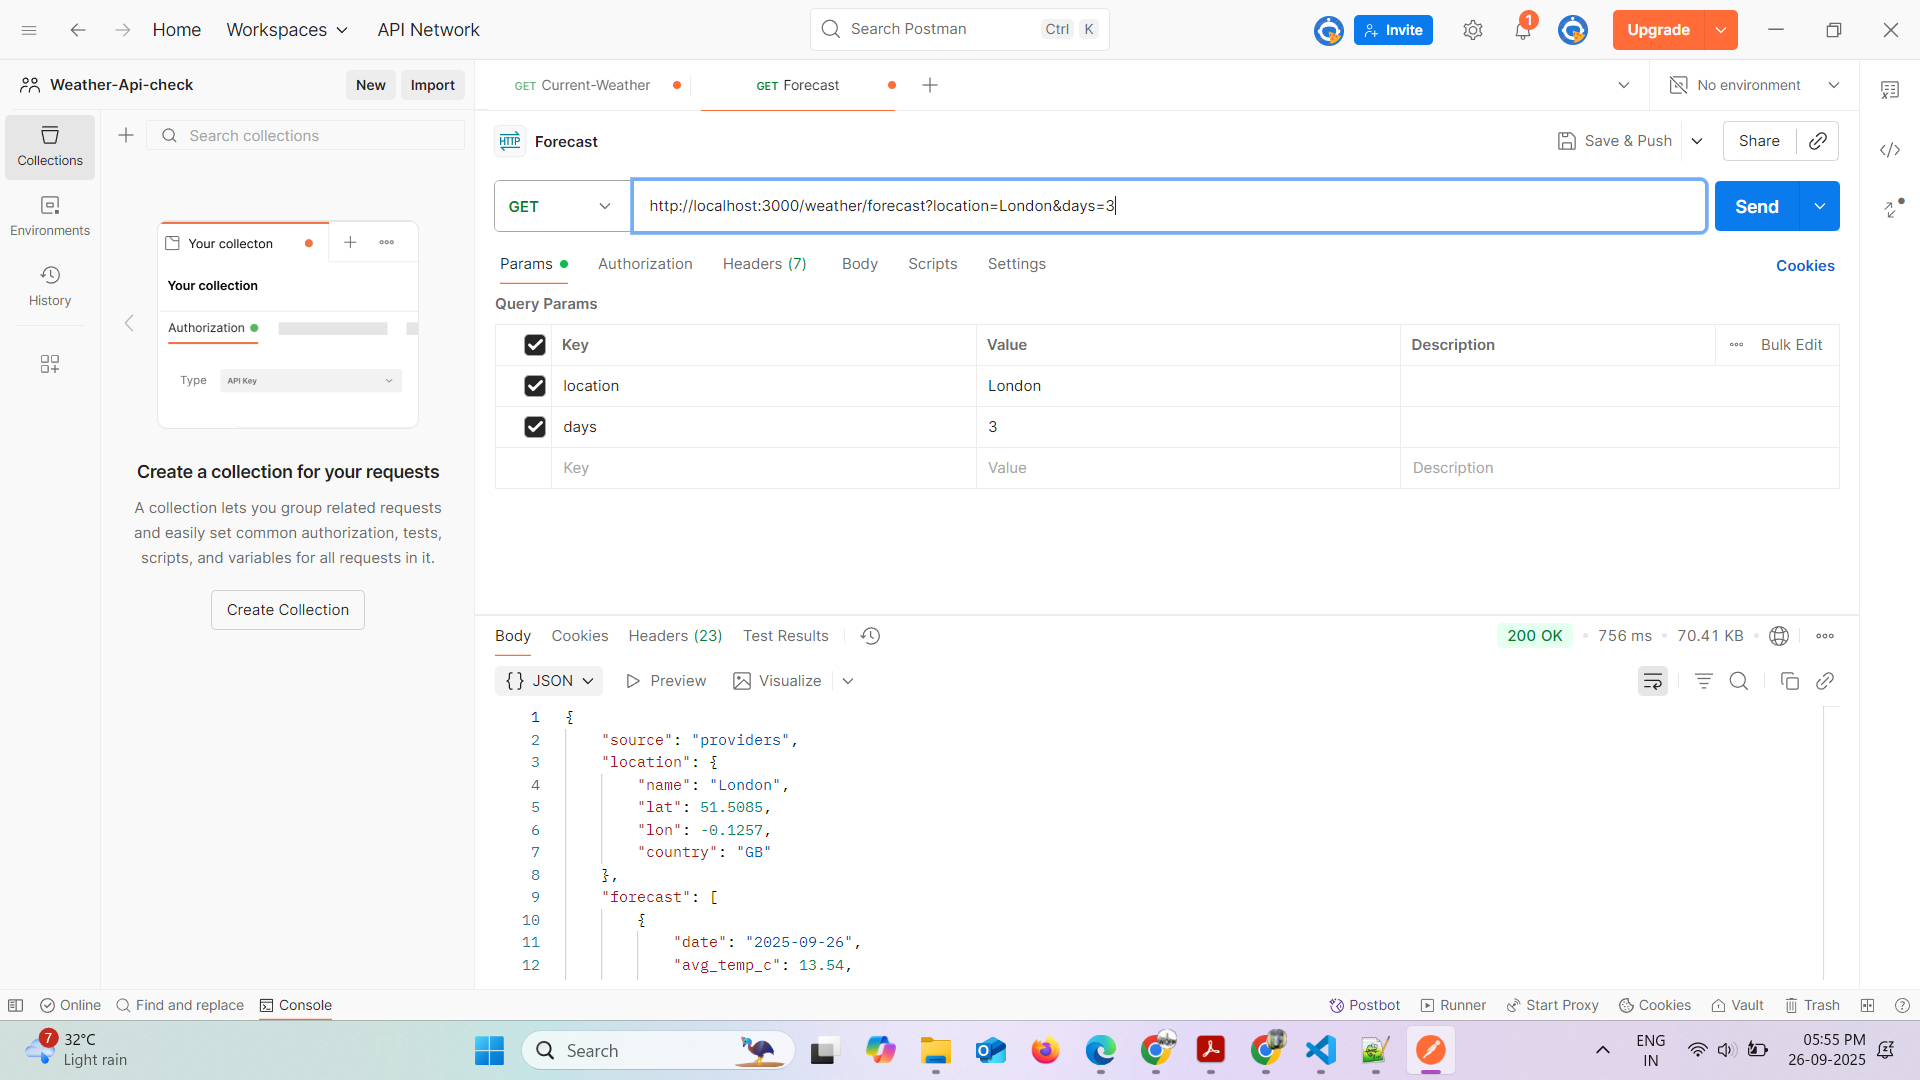 Home Workspaces API Network Search Postman Ctrl K Invite 1 Upgrade
Weather-Api-check New Import GET Current-Weather GET Forecast No environment
Collections
Environments
History
Search collections
Your collecton
Your collection
Authorization
Type API Key
Create a collection for your requests
A collection lets you group related requests
and easily set common authorization, tests,
scripts, and variables for all requests in it.
Create Collection
HTTP Forecast Save & Push Share
GET http://localhost:3000/weather/forecast?location=London&days=3 Send
Params Authorization Headers (7) Body Scripts Settings Cookies
Query Params
Key Value Description Bulk Edit
location London
days 3
Key Value Description
Body Cookies Headers (23) Test Results 200 OK 756 ms 70.41 KB
{} JSON Preview Visualize
1 {
2 "source": "providers",
3 "location": {
4 "name": "London",
5 "lat": 51.5085,
6 "lon": -0.1257,
7 "country": "GB"
8 },
9 "forecast": [
10 {
11 "date": "2025-09-26",
12 "avg_temp_c": 13.54,
Online Find and replace Console Postbot Runner Start Proxy Cookies Vault Trash
7 32°C
Light rain
Search
ENG
IN
05:55 PM
26-09-2025